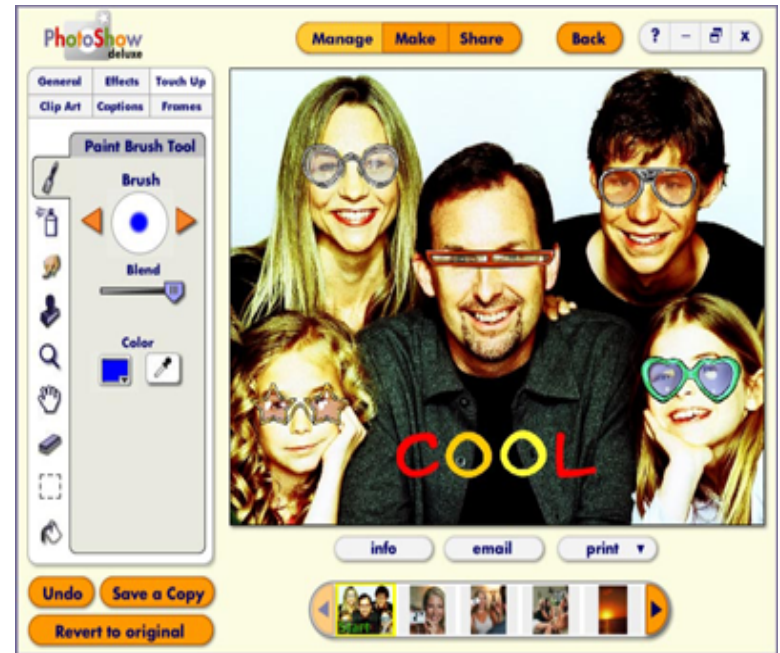 PhotoShow
deluxe
Manage Make Share
Back
? – x
General Effects Touch Up
Clip Art Captions Frames
Paint Brush Tool
Brush
Blend
Color
COOL
info email print
Undo Save a Copy
Revert to original
Start